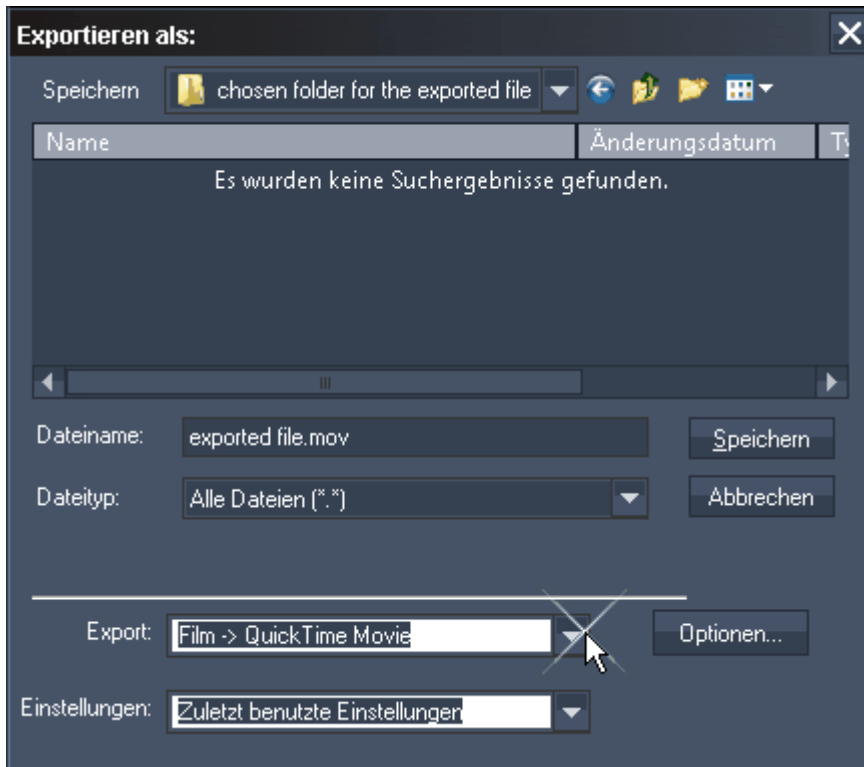 Exportieren als:
Speichern chosen folder for the exported file
Name Änderungsdatum
Es wurden keine Suchergebnisse gefunden.
Dateiname: exported file.mov Speichern
Dateityp: Alle Dateien (*.*) Abbrechen
Export: Film -> QuickTime Movie Optionen...
Einstellungen: Zuletzt benutzte Einstellungen